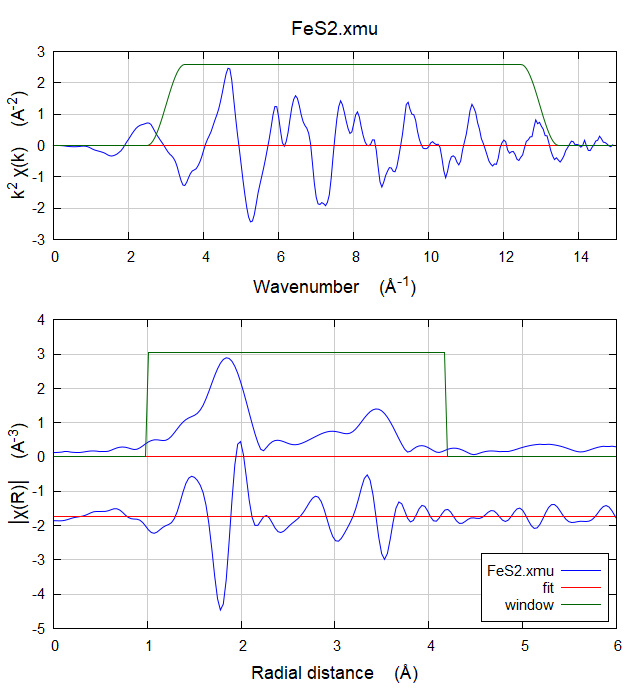 FeS2.xmu
k² χ(k) (A⁻²)
3
2
1
0
-1
-2
-3
0 2 4 6 8 10 12 14
Wavenumber (Å⁻¹)
|χ(R)| (A⁻³)
4
3
2
1
0
-1
-2
-3
-4
-5
FeS2.xmu
fit
window
0 1 2 3 4 5 6
Radial distance (Å)